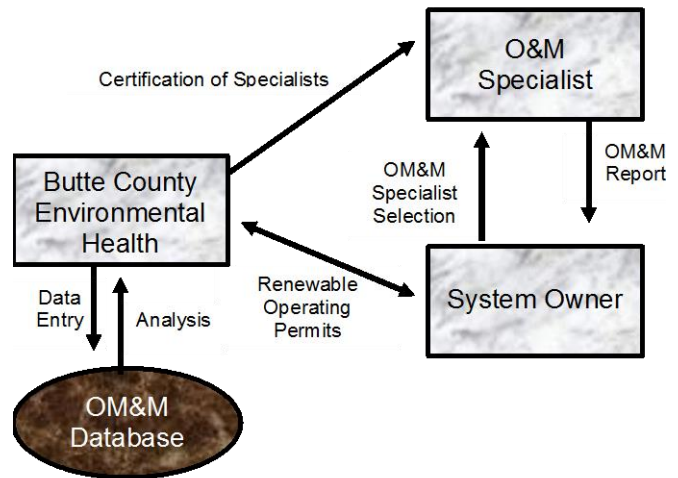 O&M
Specialist
Certification of Specialists
OM&M
Specialist
Selection
OM&M
Report
Butte County
Environmental
Health
Renewable
Operating
Permits
System Owner
Data
Entry
Analysis
OM&M
Database